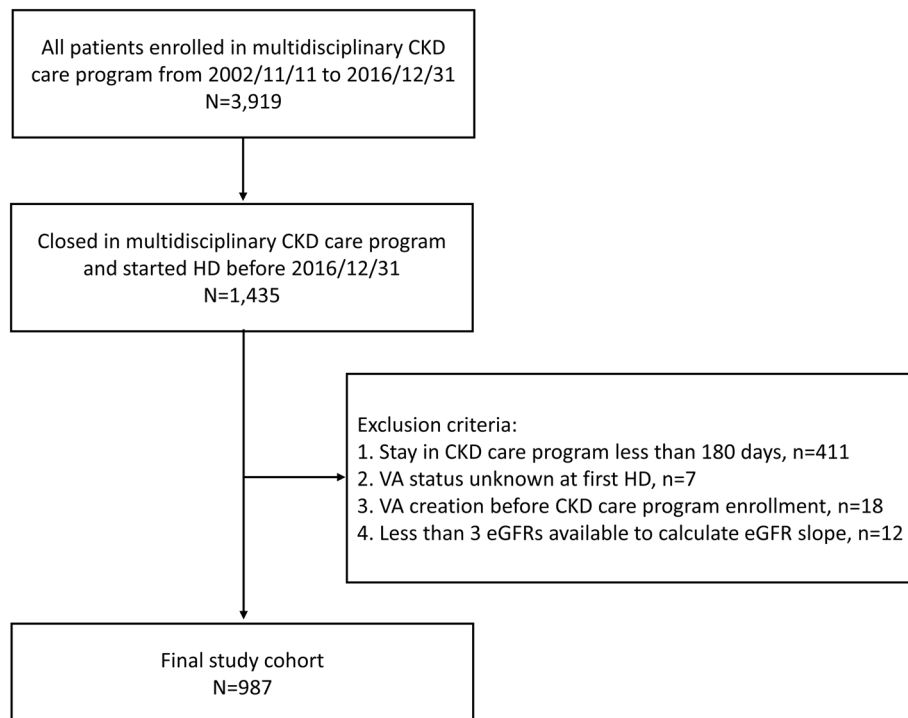 All patients enrolled in multidisciplinary CKD
care program from 2002/11/11 to 2016/12/31
N=3,919
Closed in multidisciplinary CKD care program
and started HD before 2016/12/31
N=1,435
Exclusion criteria:
1. Stay in CKD care program less than 180 days, n=411
2. VA status unknown at first HD, n=7
3. VA creation before CKD care program enrollment, n=18
4. Less than 3 eGFRs available to calculate eGFR slope, n=12
Final study cohort
N=987